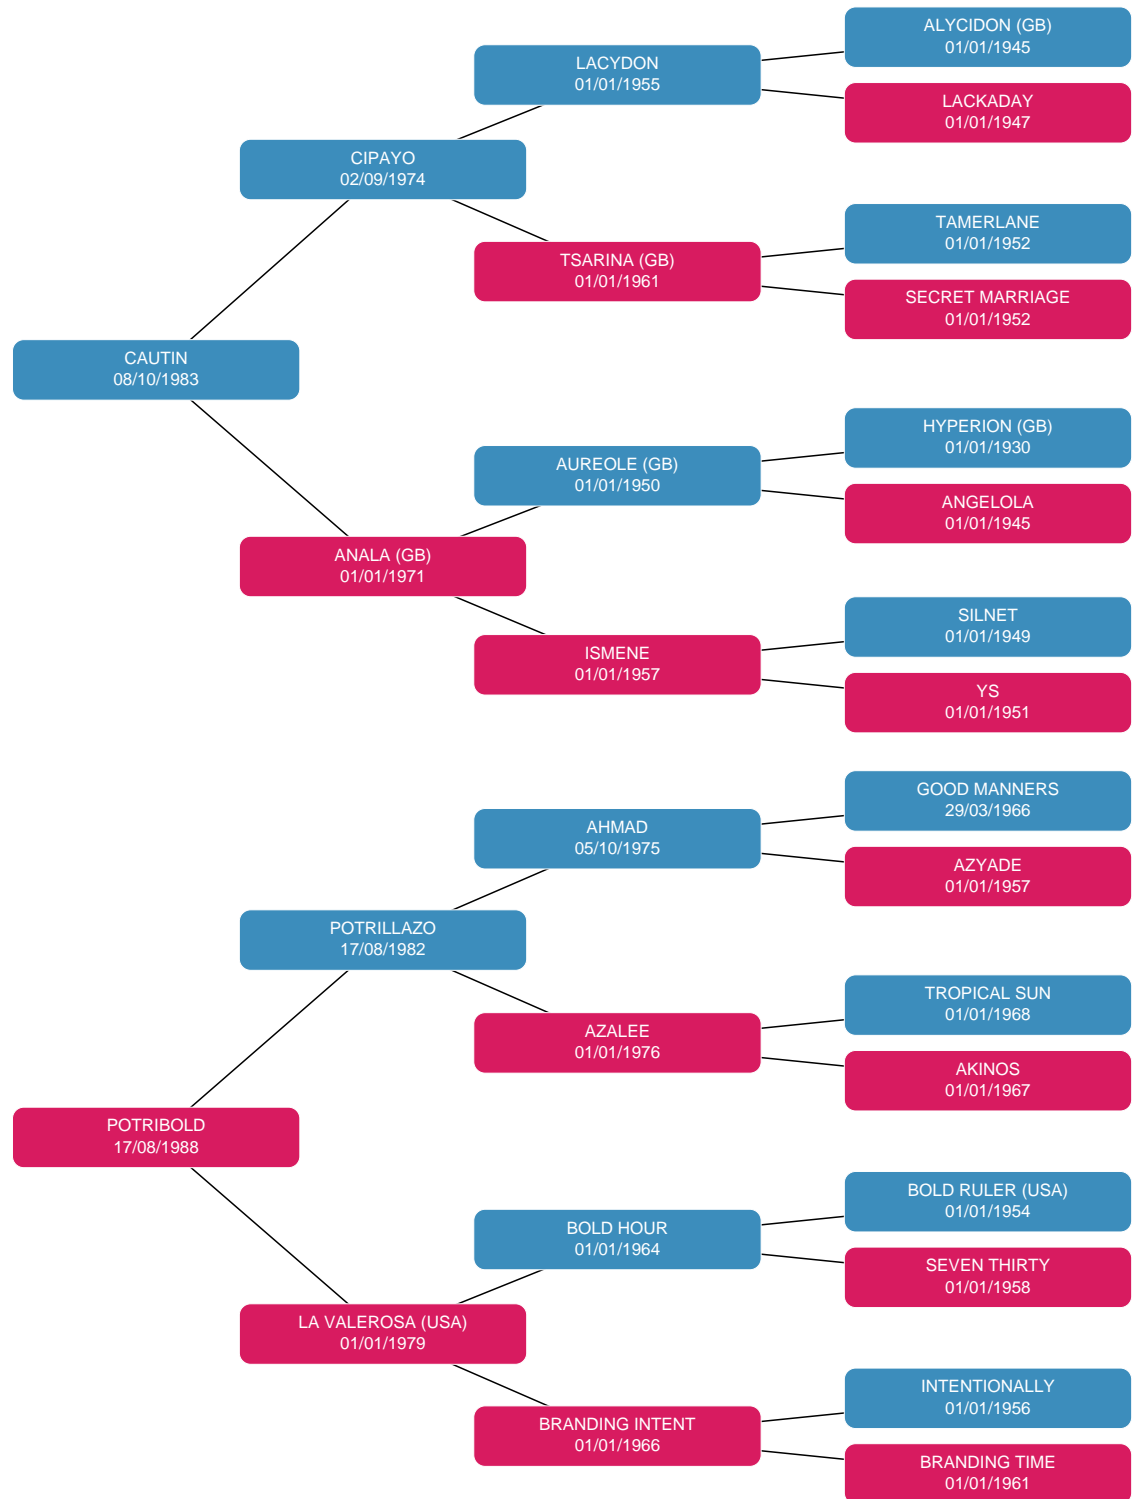 ALYCIDON (GB)
01/01/1945
LACYDON
01/01/1955
LACKADAY
01/01/1947
CIPAYO
02/09/1974
TAMERLANE
01/01/1952
TSARINA (GB)
01/01/1961
SECRET MARRIAGE
01/01/1952
CAUTIN
08/10/1983
HYPERION (GB)
01/01/1930
AUREOLE (GB)
01/01/1950
ANGELOLA
01/01/1945
ANALA (GB)
01/01/1971
SILNET
01/01/1949
ISMENE
01/01/1957
YS
01/01/1951
GOOD MANNERS
29/03/1966
AHMAD
05/10/1975
AZYADE
01/01/1957
POTRILLAZO
17/08/1982
TROPICAL SUN
01/01/1968
AZALEE
01/01/1976
AKINOS
01/01/1967
POTRIBOLD
17/08/1988
BOLD RULER (USA)
01/01/1954
BOLD HOUR
01/01/1964
SEVEN THIRTY
01/01/1958
LA VALEROSA (USA)
01/01/1979
INTENTIONALLY
01/01/1956
BRANDING INTENT
01/01/1966
BRANDING TIME
01/01/1961